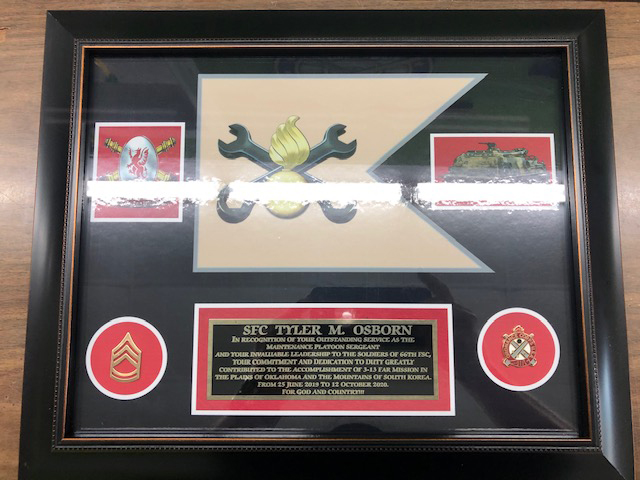 SFC TYLER M. OSBORN
IN RECOGNITION OF YOUR OUTSTANDING SERVICE AS THE
MAINTENANCE PLATOON SERGEANT
AND YOUR INVALUABLE LEADERSHIP TO THE SOLDIERS OF 66TH FSC,
YOUR COMMITMENT AND DEDICATION TO DUTY GREATLY
CONTRIBUTED TO THE ACCOMPLISHMENT OF 3-13 FAR MISSION IN
THE PLAINS OF OKLAHOMA AND THE MOUNTAINS OF SOUTH KOREA.
FROM 25 JUNE 2019 TO 12 OCTOBER 2020.
FOR GOD AND COUNTRY!!!